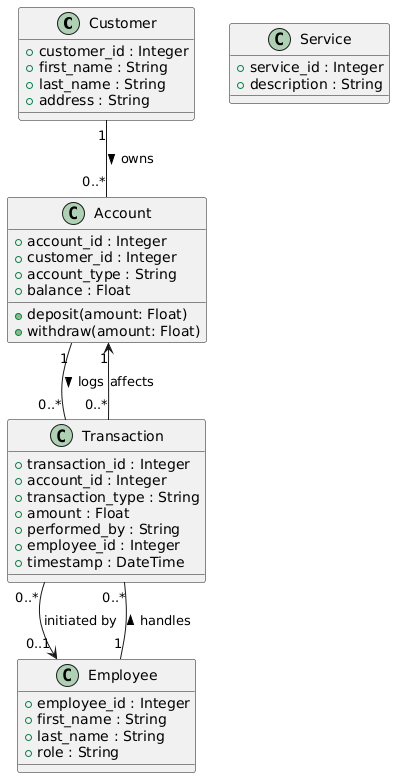 C Customer
customer_id : Integer
first_name : String
last_name : String
address : String
C Service
service_id : Integer
description : String
1
owns
0..*
C Account
account_id : Integer
customer_id : Integer
account_type : String
balance : Float
deposit(amount: Float)
withdraw(amount: Float)
1 1
logs affects
0..* 0..*
C Transaction
transaction_id : Integer
account_id : Integer
transaction_type : String
amount : Float
performed_by : String
employee_id : Integer
timestamp : DateTime
0..* 0..*
initiated by handles
0..1 1
C Employee
employee_id : Integer
first_name : String
last_name : String
role : String